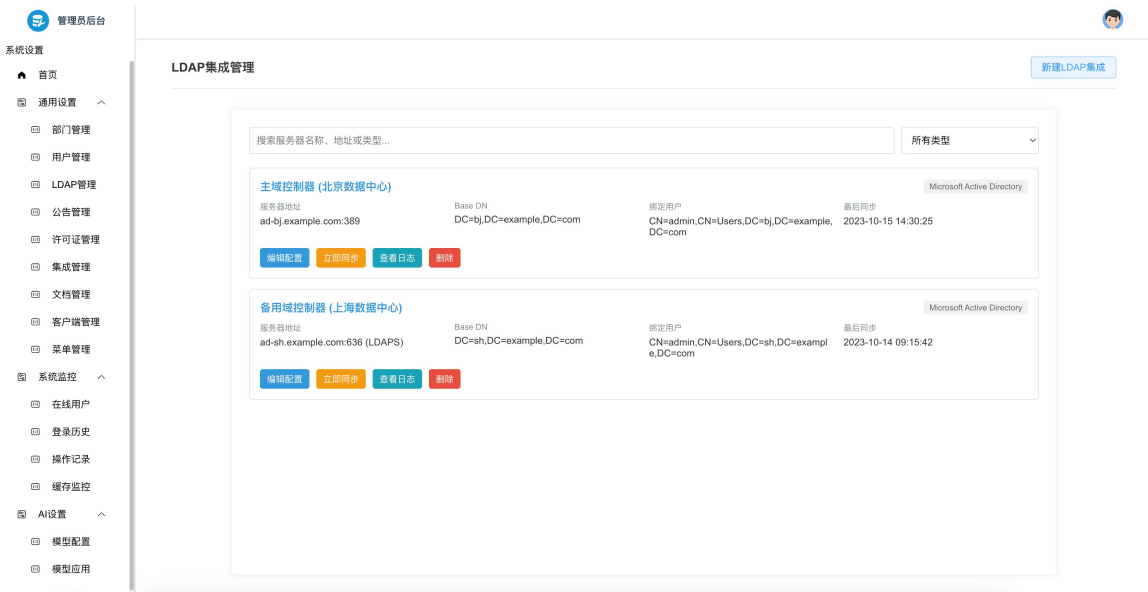 管理员后台
系统设置
首页
通用设置
部门管理
用户管理
LDAP管理
公告管理
许可证管理
集成管理
文档管理
客户端管理
菜单管理
系统监控
在线用户
登录历史
操作记录
缓存监控
AI设置
模型配置
模型应用
LDAP集成管理
新建LDAP集成
搜索服务器名称、地址或类型...
所有类型
主域控制器 (北京数据中心)
Microsoft Active Directory
服务器地址
ad-bj.example.com:389
Base DN
DC=bj,DC=example,DC=com
绑定用户
CN=admin,CN=Users,DC=bj,DC=example,
DC=com
最后同步
2023-10-15 14:30:25
编辑配置
立即同步
查看日志
删除
备用域控制器 (上海数据中心)
Microsoft Active Directory
服务器地址
ad-sh.example.com:636 (LDAPS)
Base DN
DC=sh,DC=example,DC=com
绑定用户
CN=admin,CN=Users,DC=sh,DC=exampl
e,DC=com
最后同步
2023-10-14 09:15:42
编辑配置
立即同步
查看日志
删除